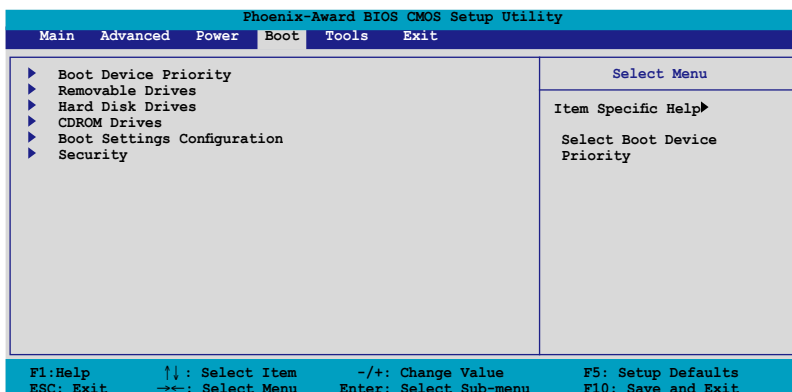 Phoenix-Award BIOS CMOS Setup Utility
Main Advanced Power Boot Tools Exit
Boot Device Priority
Removable Drives
Hard Disk Drives
CDROM Drives
Boot Settings Configuration
Security
Select Menu
Item Specific Help
Select Boot Device
Priority
F1:Help ↑↓: Select Item -/+: Change Value F5: Setup Defaults
ESC: Exit →←: Select Menu Enter: Select Sub-menu F10: Save and Exit